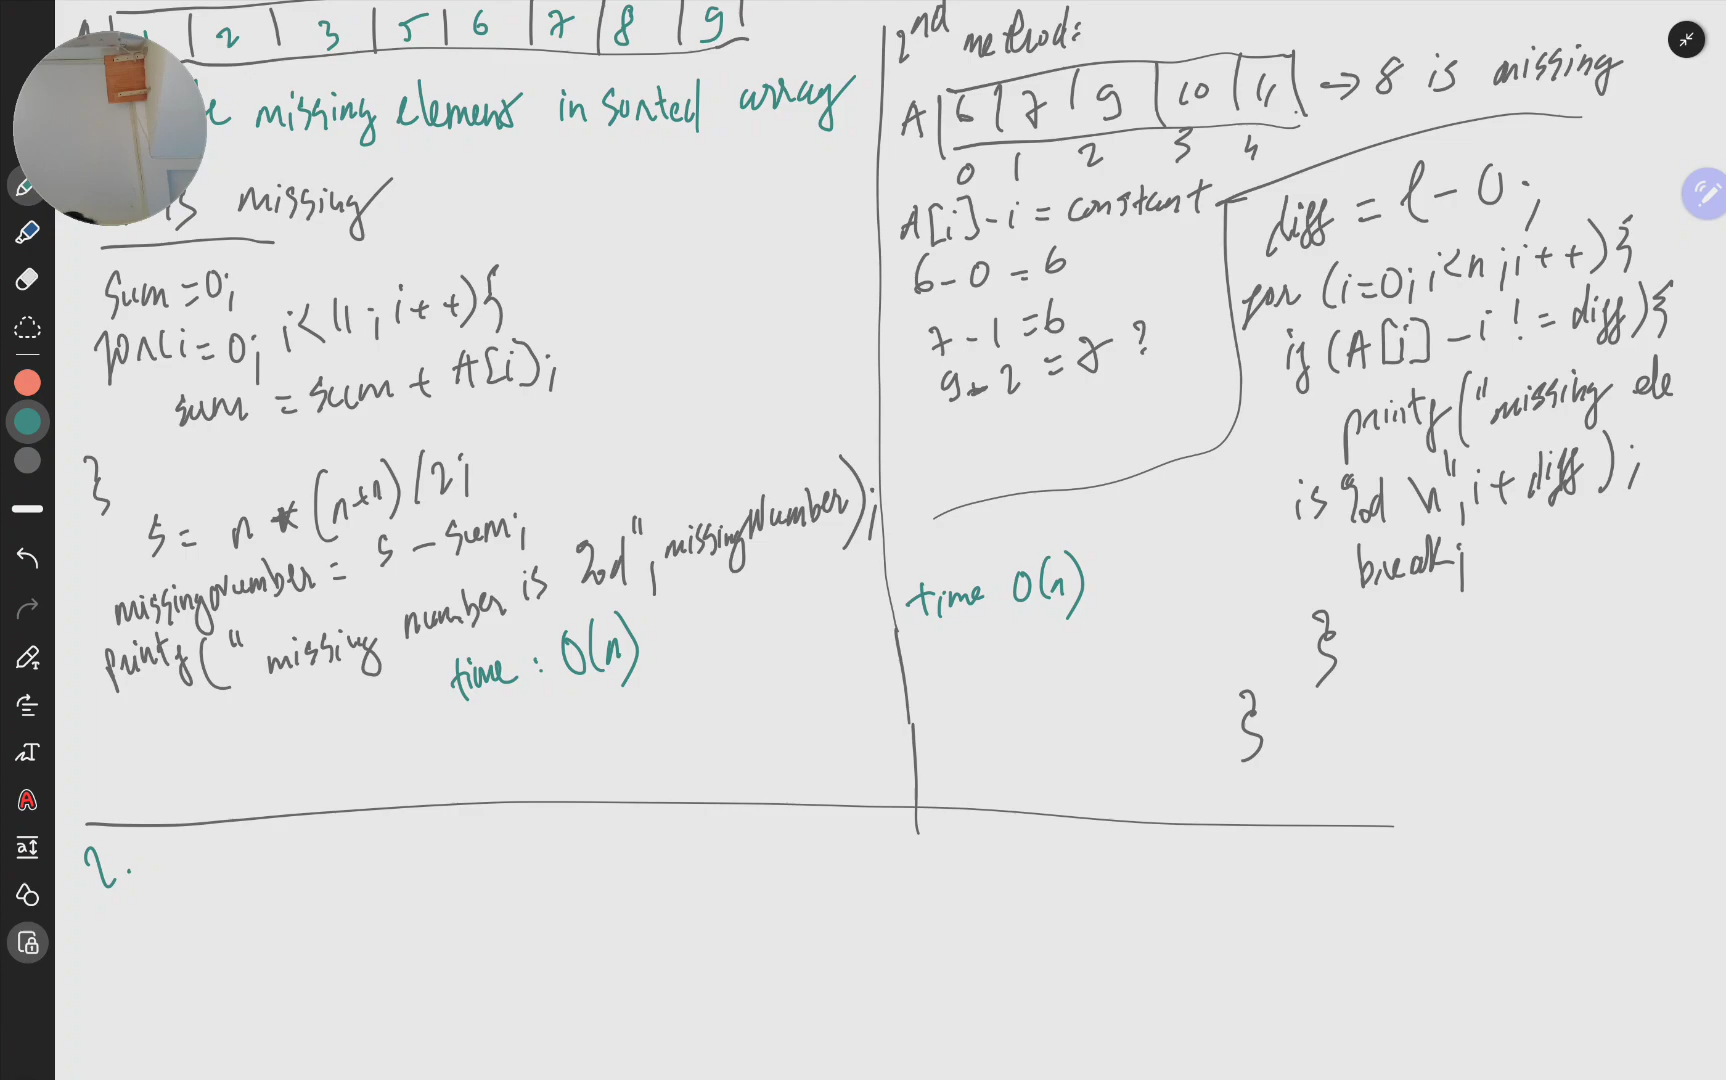 A 2 3 5 6 7 8 9
e missing element in sorted array
is missing
sum = 0;
for(i = 0; i < 11; i++){
sum = sum + A[i];
}
s = n * (n+n) / 2;
missingNumber = s - sum;
printf(" missing number is %d", missingNumber);
time : O(n)
2nd method:
A 6 7 9 10 11 → 8 is missing
0 1 2 3 4
A[i] - i = constant
6 - 0 = 6
7 - 1 = 6
9 - 2 = 7 ?
diff = l - 0;
for (i=0; i<n; i++){
if (A[i] - i != diff){
printf("missing ele
is %d \n", i + diff);
break;
}
}
time O(n)
2.